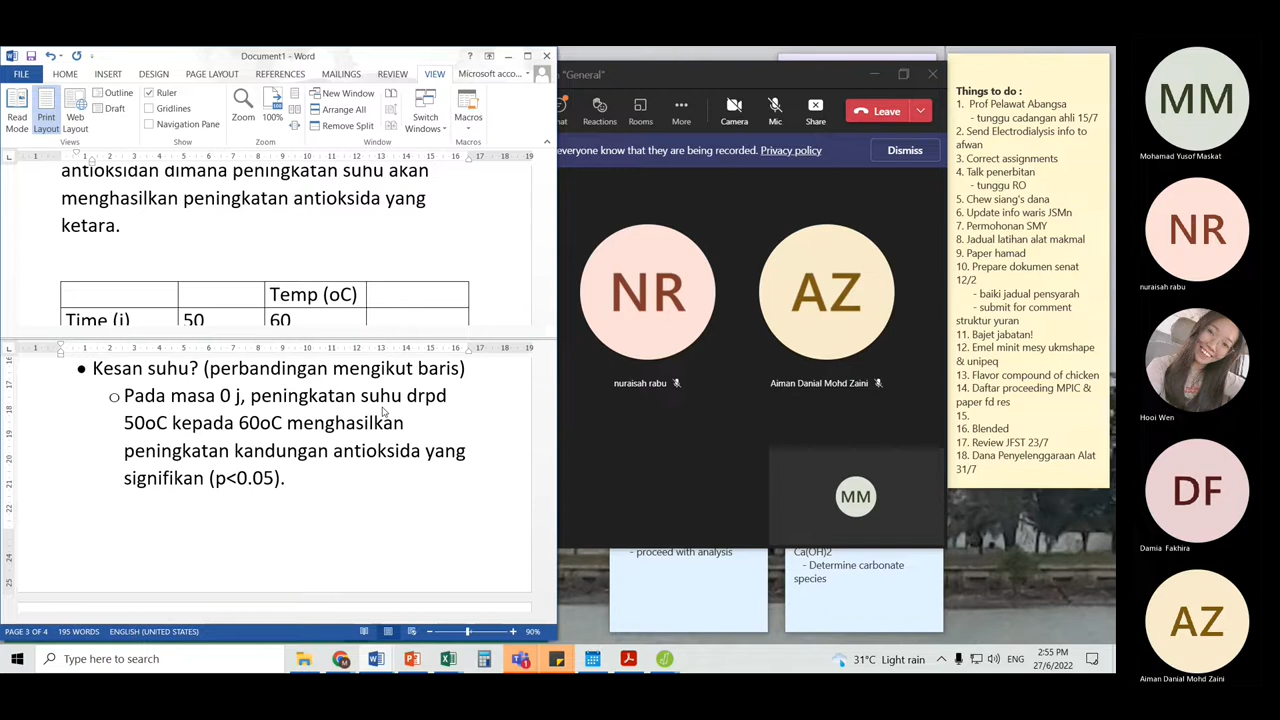 Document1 - Word
FILE HOME INSERT DESIGN PAGE LAYOUT REFERENCES MAILINGS REVIEW VIEW Microsoft acco...
Read Mode
Print Layout
Web Layout
Outline
Draft
Views
Ruler
Gridlines
Navigation Pane
Show
Zoom
100%
Zoom
New Window
Arrange All
Remove Split
Switch Windows
Window
Macros
Macros
antioksidan dimana peningkatan suhu akan
menghasilkan peningkatan antioksida yang
ketara.
Temp (oC)
Time (j) 50 60
• Kesan suhu? (perbandingan mengikut baris)
o Pada masa 0 j, peningkatan suhu drpd
50oC kepada 60oC menghasilkan
peningkatan kandungan antioksida yang
signifikan (p<0.05).
PAGE 3 OF 4 195 WORDS ENGLISH (UNITED STATES) 90%
"General"
Reactions Rooms More Camera Mic Share Leave
everyone know that they are being recorded. Privacy policy Dismiss
NR
nuraisah rabu
AZ
Aiman Danial Mohd Zaini
MM
- proceed with analysis
Ca(OH)2
- Determine carbonate
species
Things to do :
1. Prof Pelawat Abangsa
- tunggu cadangan ahli 15/7
2. Send Electrodialysis info to
afwan
3. Correct assignments
4. Talk penerbitan
- tunggu RO
5. Chew siang's dana
6. Update info waris JSMn
7. Permohonan SMY
8. Jadual latihan alat makmal
9. Paper hamad
10. Prepare dokumen senat
12/2
- baiki jadual pensyarah
- submit for comment
struktur yuran
11. Bajet jabatan!
12. Emel minit mesy ukmshape
& unipeq
13. Flavor compound of chicken
14. Daftar proceeding MPIC &
paper fd res
15.
16. Blended
17. Review JFST 23/7
18. Dana Penyelenggaraan Alat
31/7
Type here to search
31°C Light rain
ENG
2:55 PM
27/6/2022
MM
Mohamad Yusof Maskat
NR
nuraisah rabu
Hooi Wen
DF
Damia Fakhira
AZ
Aiman Danial Mohd Zaini